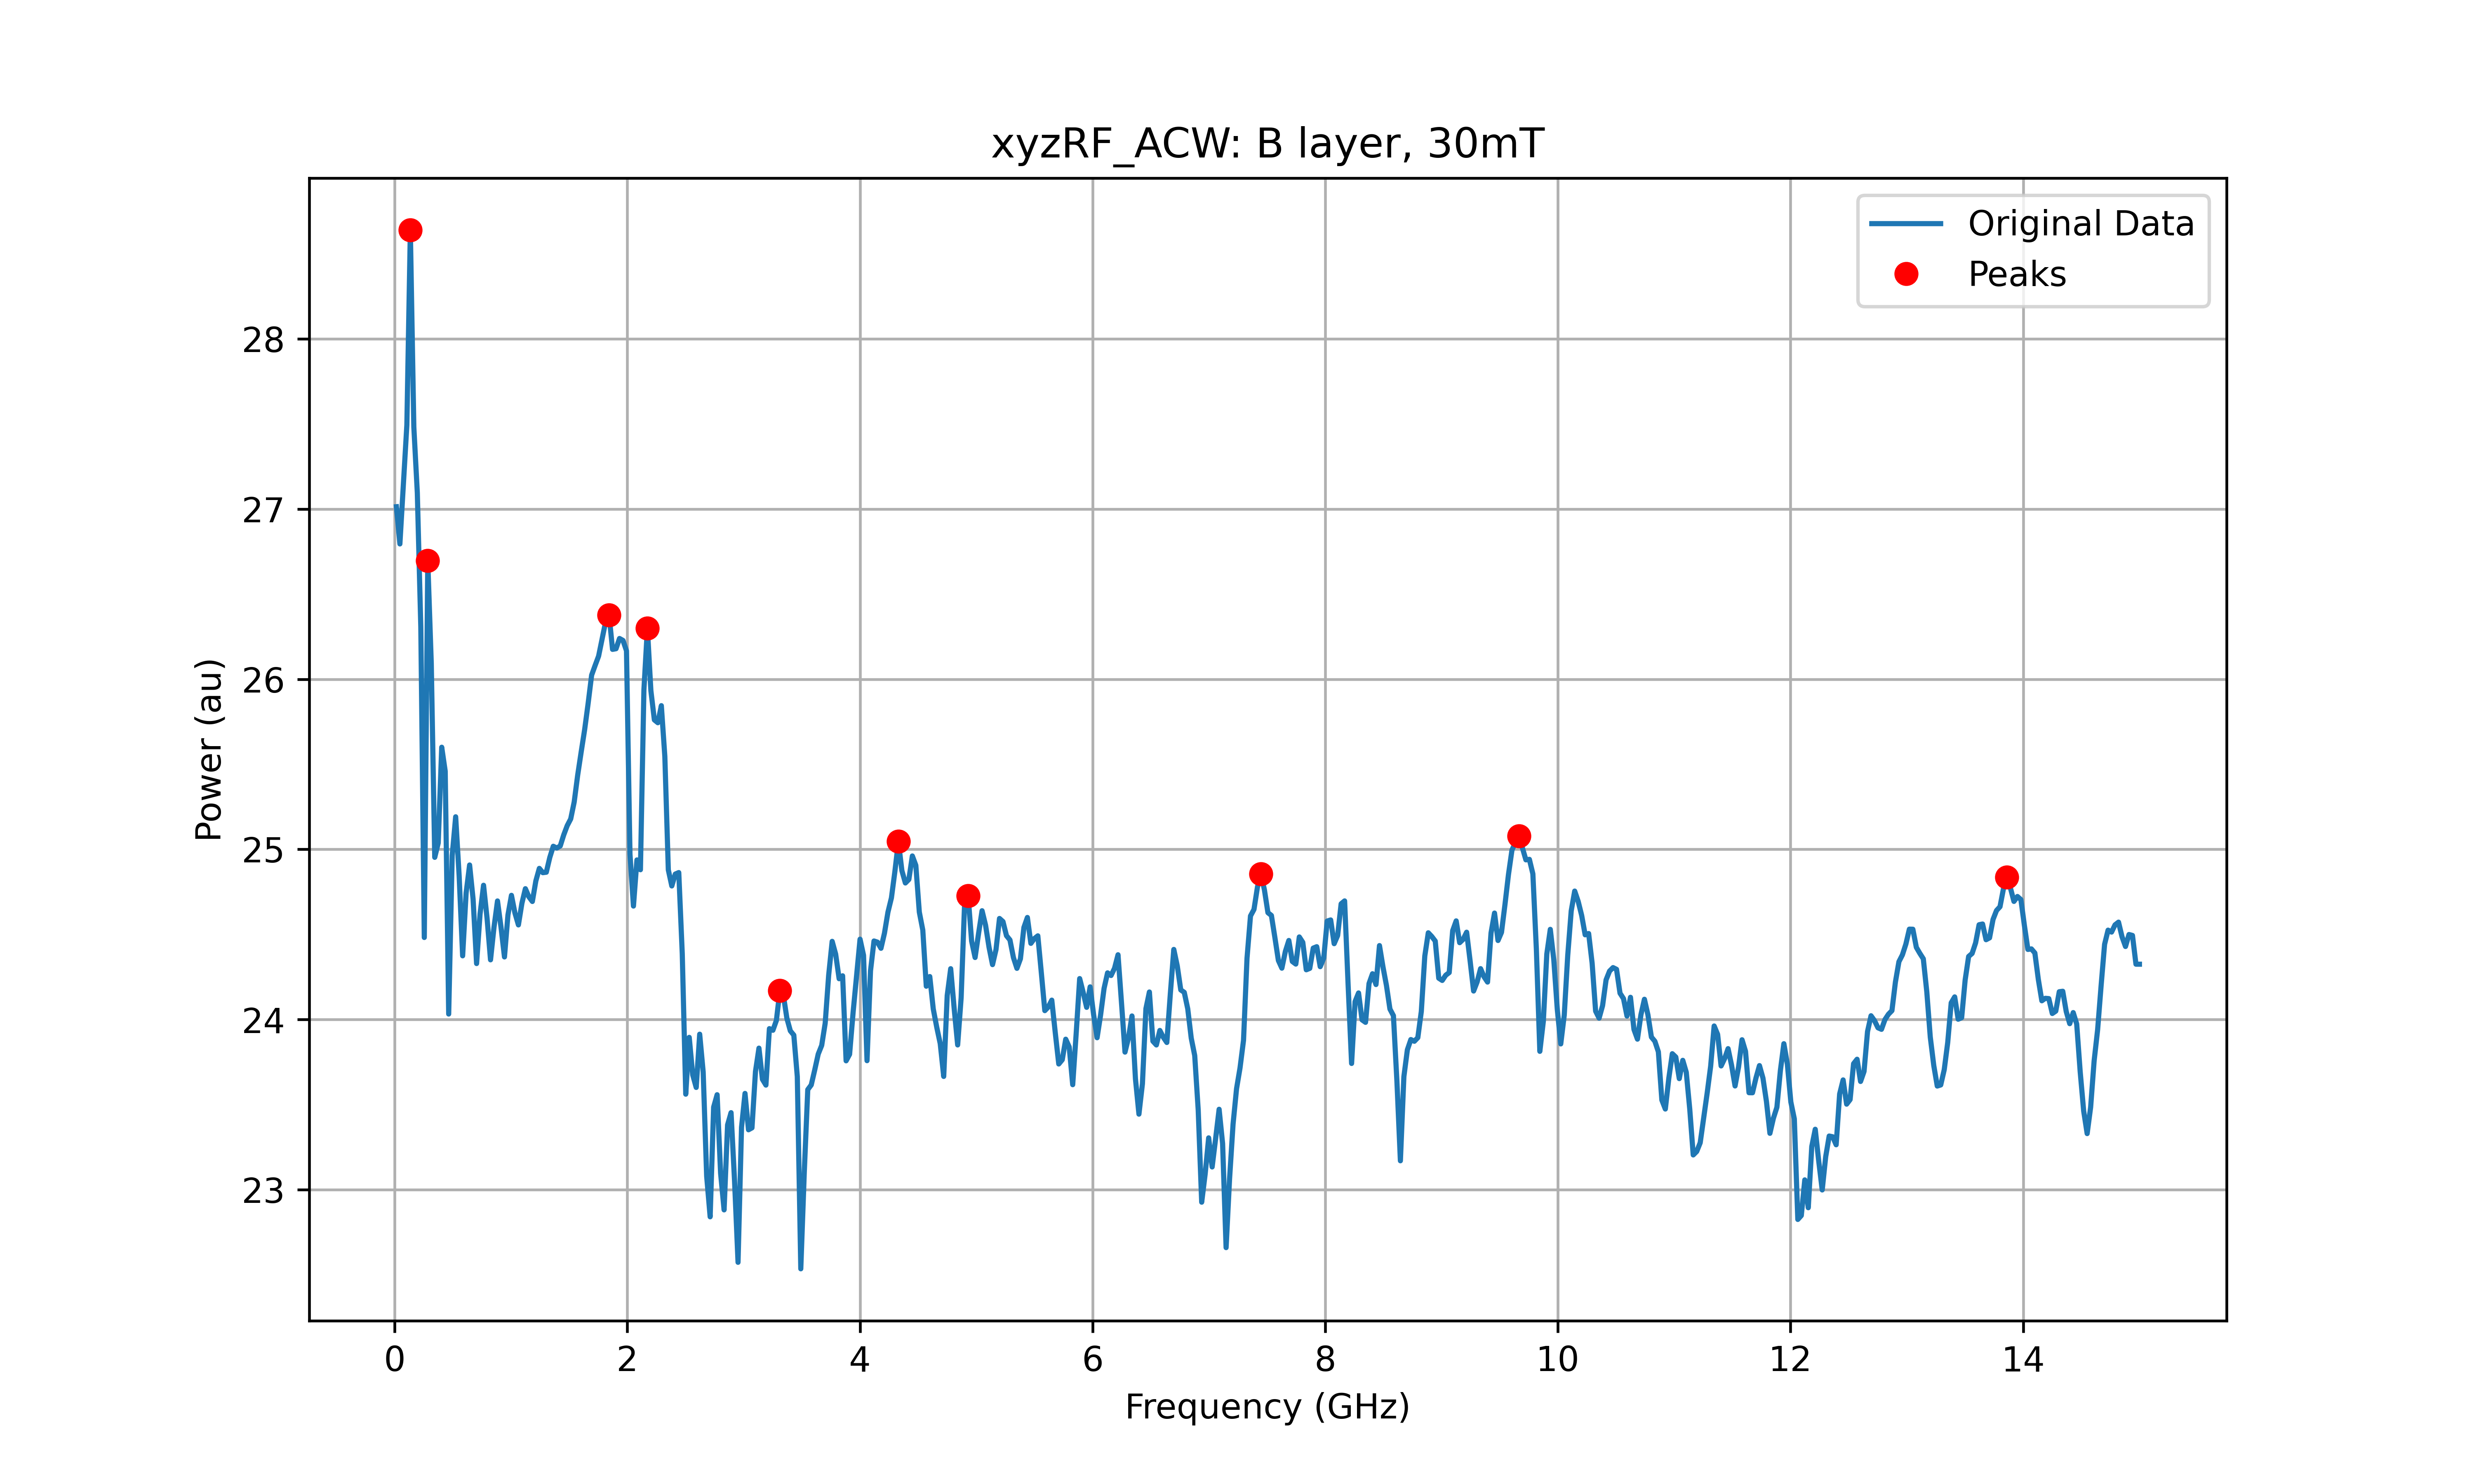 xyzRF_ACW: B layer, 30mT
Original Data
Peaks
28
27
26
25
24
23
Power (au)
0 2 4 6 8 10 12 14
Frequency (GHz)